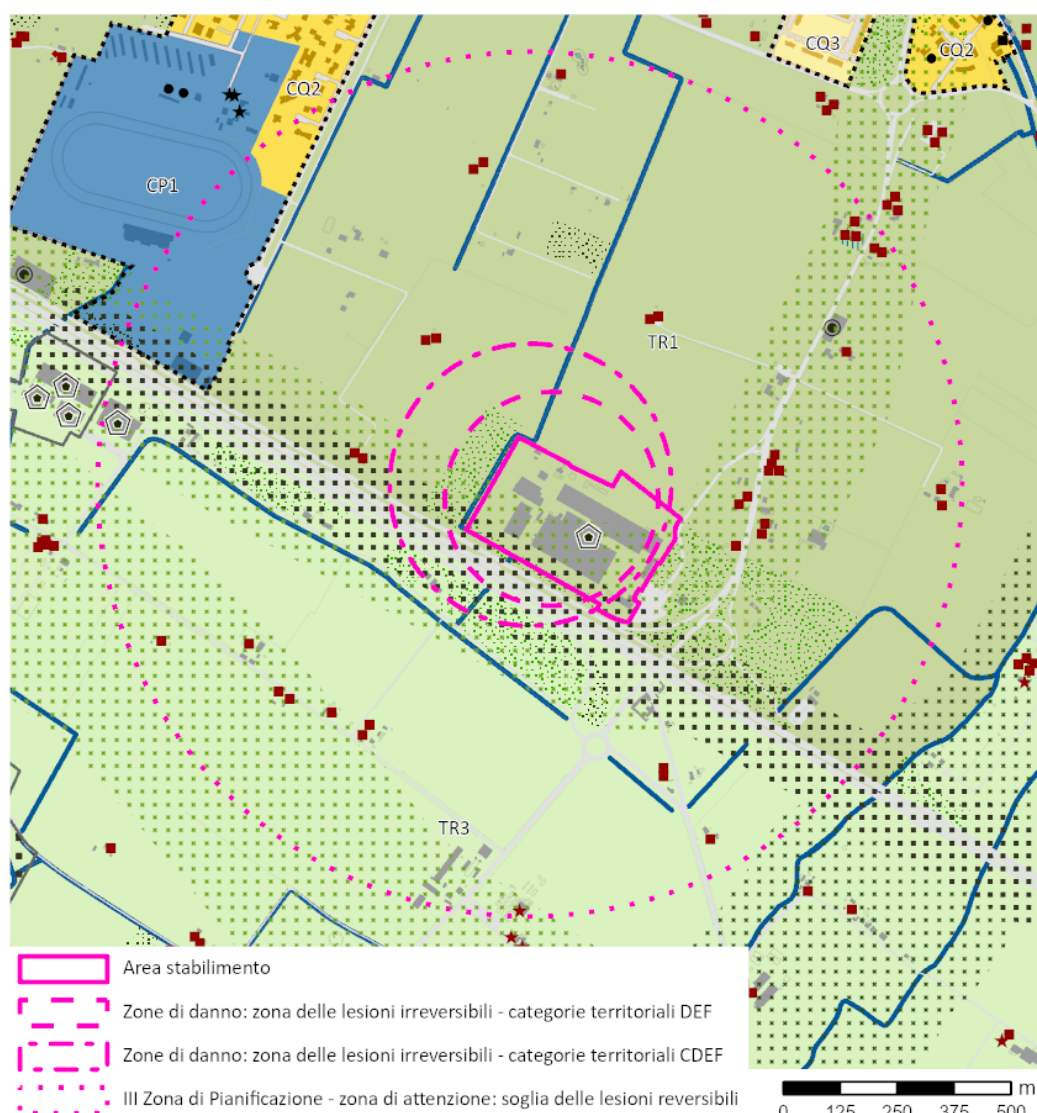 CQ3
CQ2
CQ2
CP1
TR1
TR3
Area stabilimento
Zone di danno: zona delle lesioni irreversibili - categorie territoriali DEF
Zone di danno: zona delle lesioni irreversibili - categorie territoriali CDEF
III Zona di Pianificazione - zona di attenzione: soglia delle lesioni reversibili
m
0 125 250 375 500